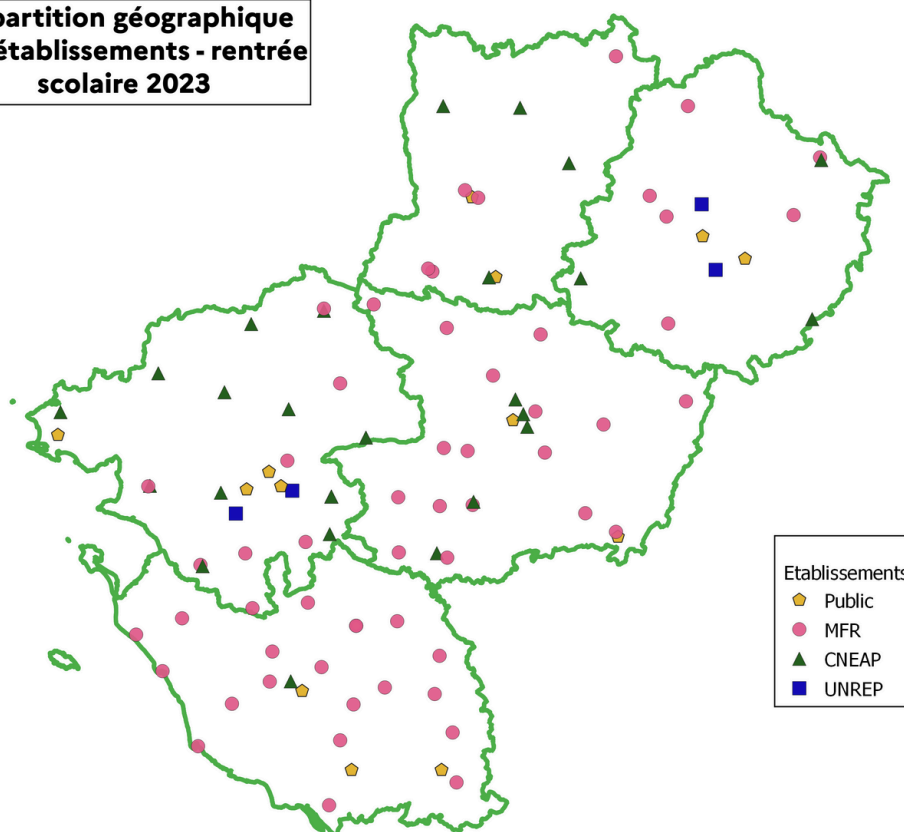 partition géographique
établissements - rentrée
scolaire 2023
Etablissements
Public
MFR
CNEAP
UNREP